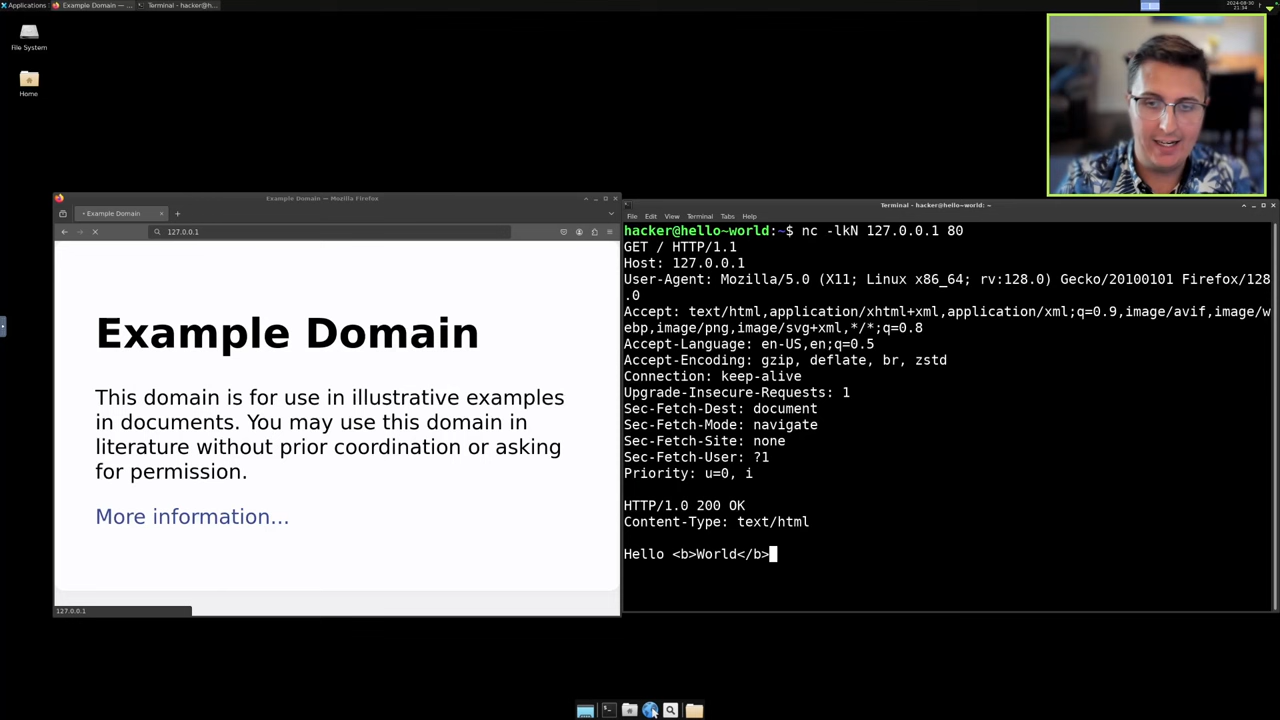 Applications
Example Domain — ...
Terminal - hacker@h...
2024-08-30
21:34
File System
Home
Example Domain — Mozilla Firefox
Example Domain
127.0.0.1
Example Domain
This domain is for use in illustrative examples
in documents. You may use this domain in
literature without prior coordination or asking
for permission.
More information...
127.0.0.1
Terminal - hacker@hello~world: ~
File Edit View Terminal Tabs Help
hacker@hello~world:~$ nc -lkN 127.0.0.1 80
GET / HTTP/1.1
Host: 127.0.0.1
User-Agent: Mozilla/5.0 (X11; Linux x86_64; rv:128.0) Gecko/20100101 Firefox/128
.0
Accept: text/html,application/xhtml+xml,application/xml;q=0.9,image/avif,image/w
ebp,image/png,image/svg+xml,*/*;q=0.8
Accept-Language: en-US,en;q=0.5
Accept-Encoding: gzip, deflate, br, zstd
Connection: keep-alive
Upgrade-Insecure-Requests: 1
Sec-Fetch-Dest: document
Sec-Fetch-Mode: navigate
Sec-Fetch-Site: none
Sec-Fetch-User: ?1
Priority: u=0, i
HTTP/1.0 200 OK
Content-Type: text/html
Hello <b>World</b>